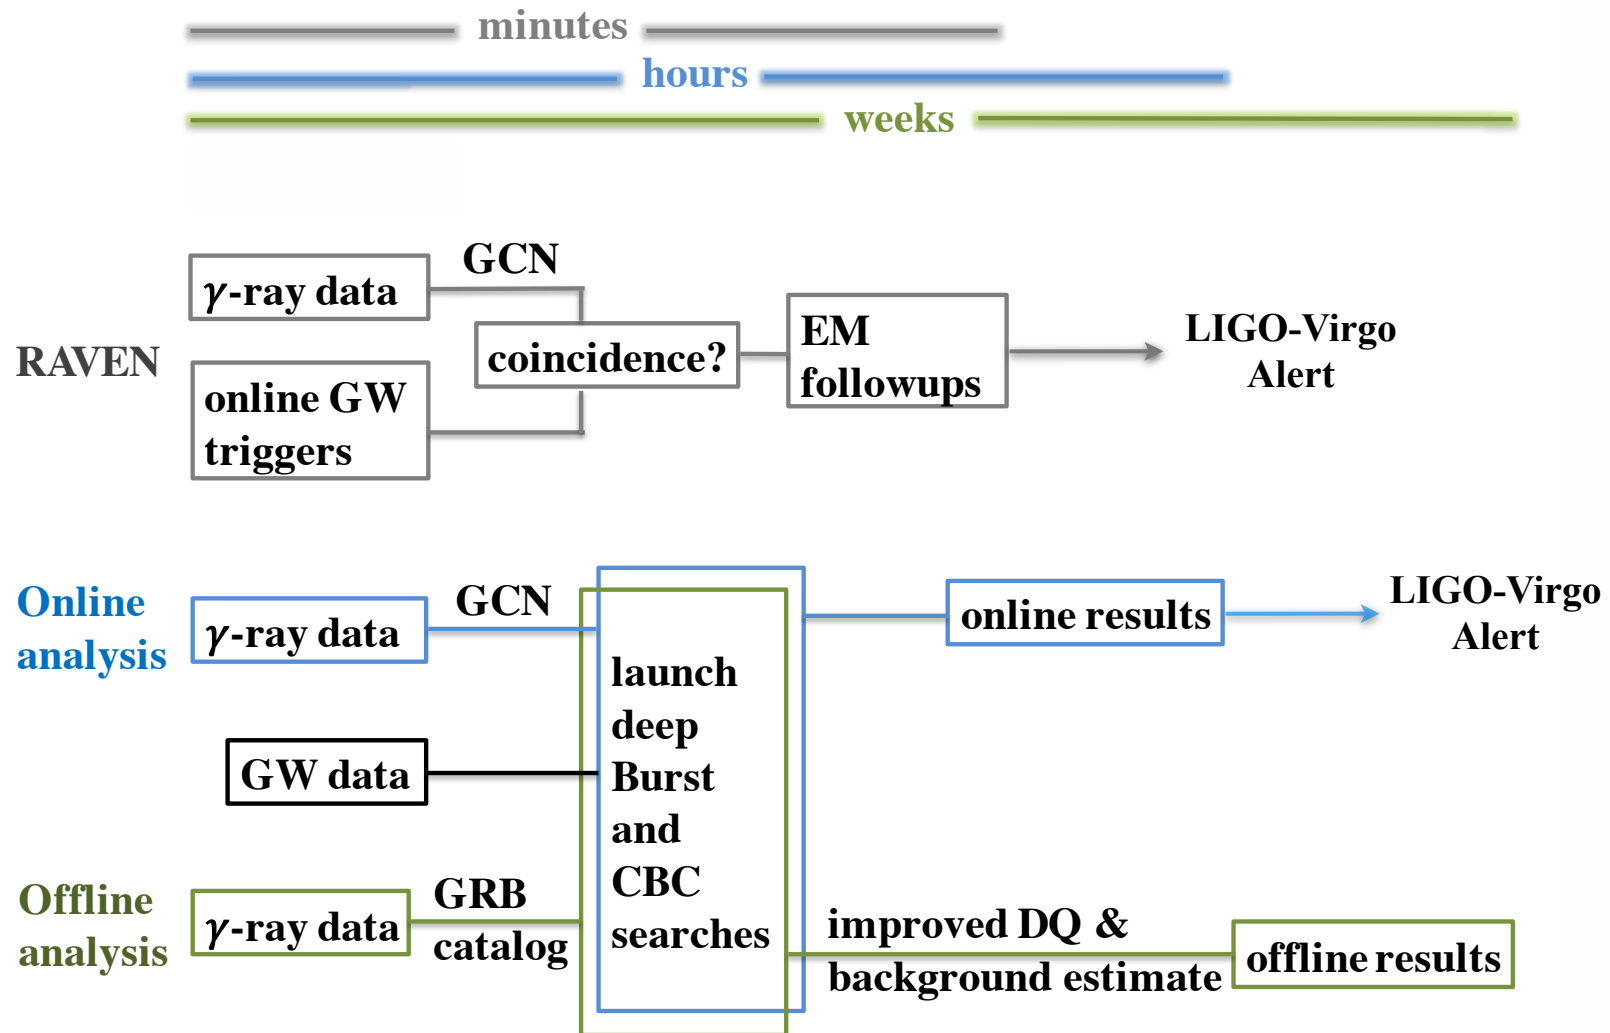 minutes
hours
weeks
RAVEN
γ-ray data
GCN
online GW
triggers
coincidence?
EM
followups
LIGO-Virgo
Alert
Online
analysis
γ-ray data
GCN
GW data
Offline
analysis
γ-ray data
GRB
catalog
launch
deep
Burst
and
CBC
searches
online results
LIGO-Virgo
Alert
improved DQ &
background estimate
offline results